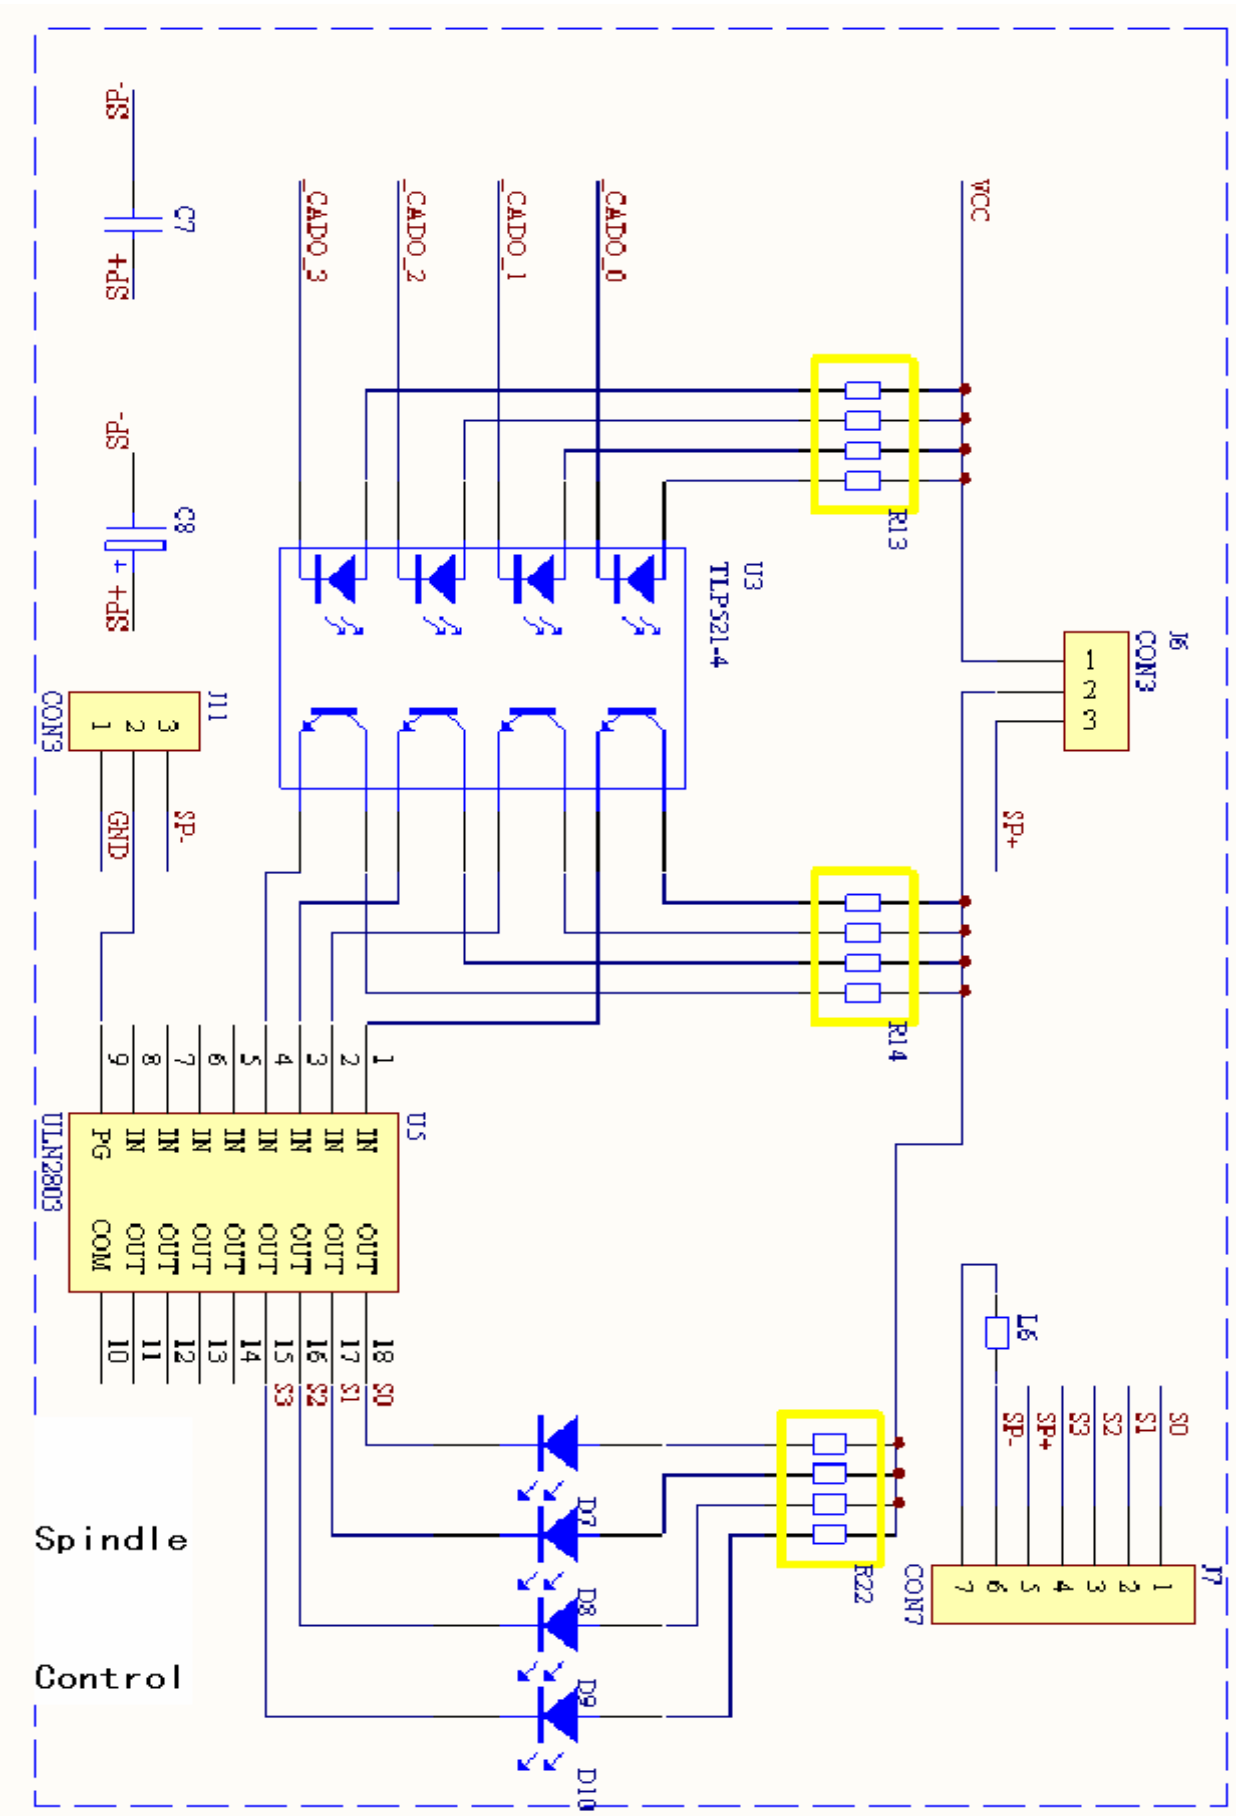 SP-
C7
SP+
SP-
C8
SP+
_CADO_3
_CADO_2
_CADO_1
_CADO_0
VCC
R13
U3
TLP521-4
J6
CON3
1
2
3
SP+
J11
CON3
1
2
3
GND
SP-
R14
9
8
7
6
5
4
3
2
1
U5
ULN2803
PG
IN
IN
IN
IN
IN
IN
IN
IN
COM
OUT
OUT
OUT
OUT
OUT
OUT
OUT
OUT
10
11
12
13
14
15
16
17
18
S3
S2
S1
S0
L6
SP-
SP+
S3
S2
S1
S0
D7
D8
D9
D10
R22
J7
CON7
7
6
5
4
3
2
1
Spindle
Control